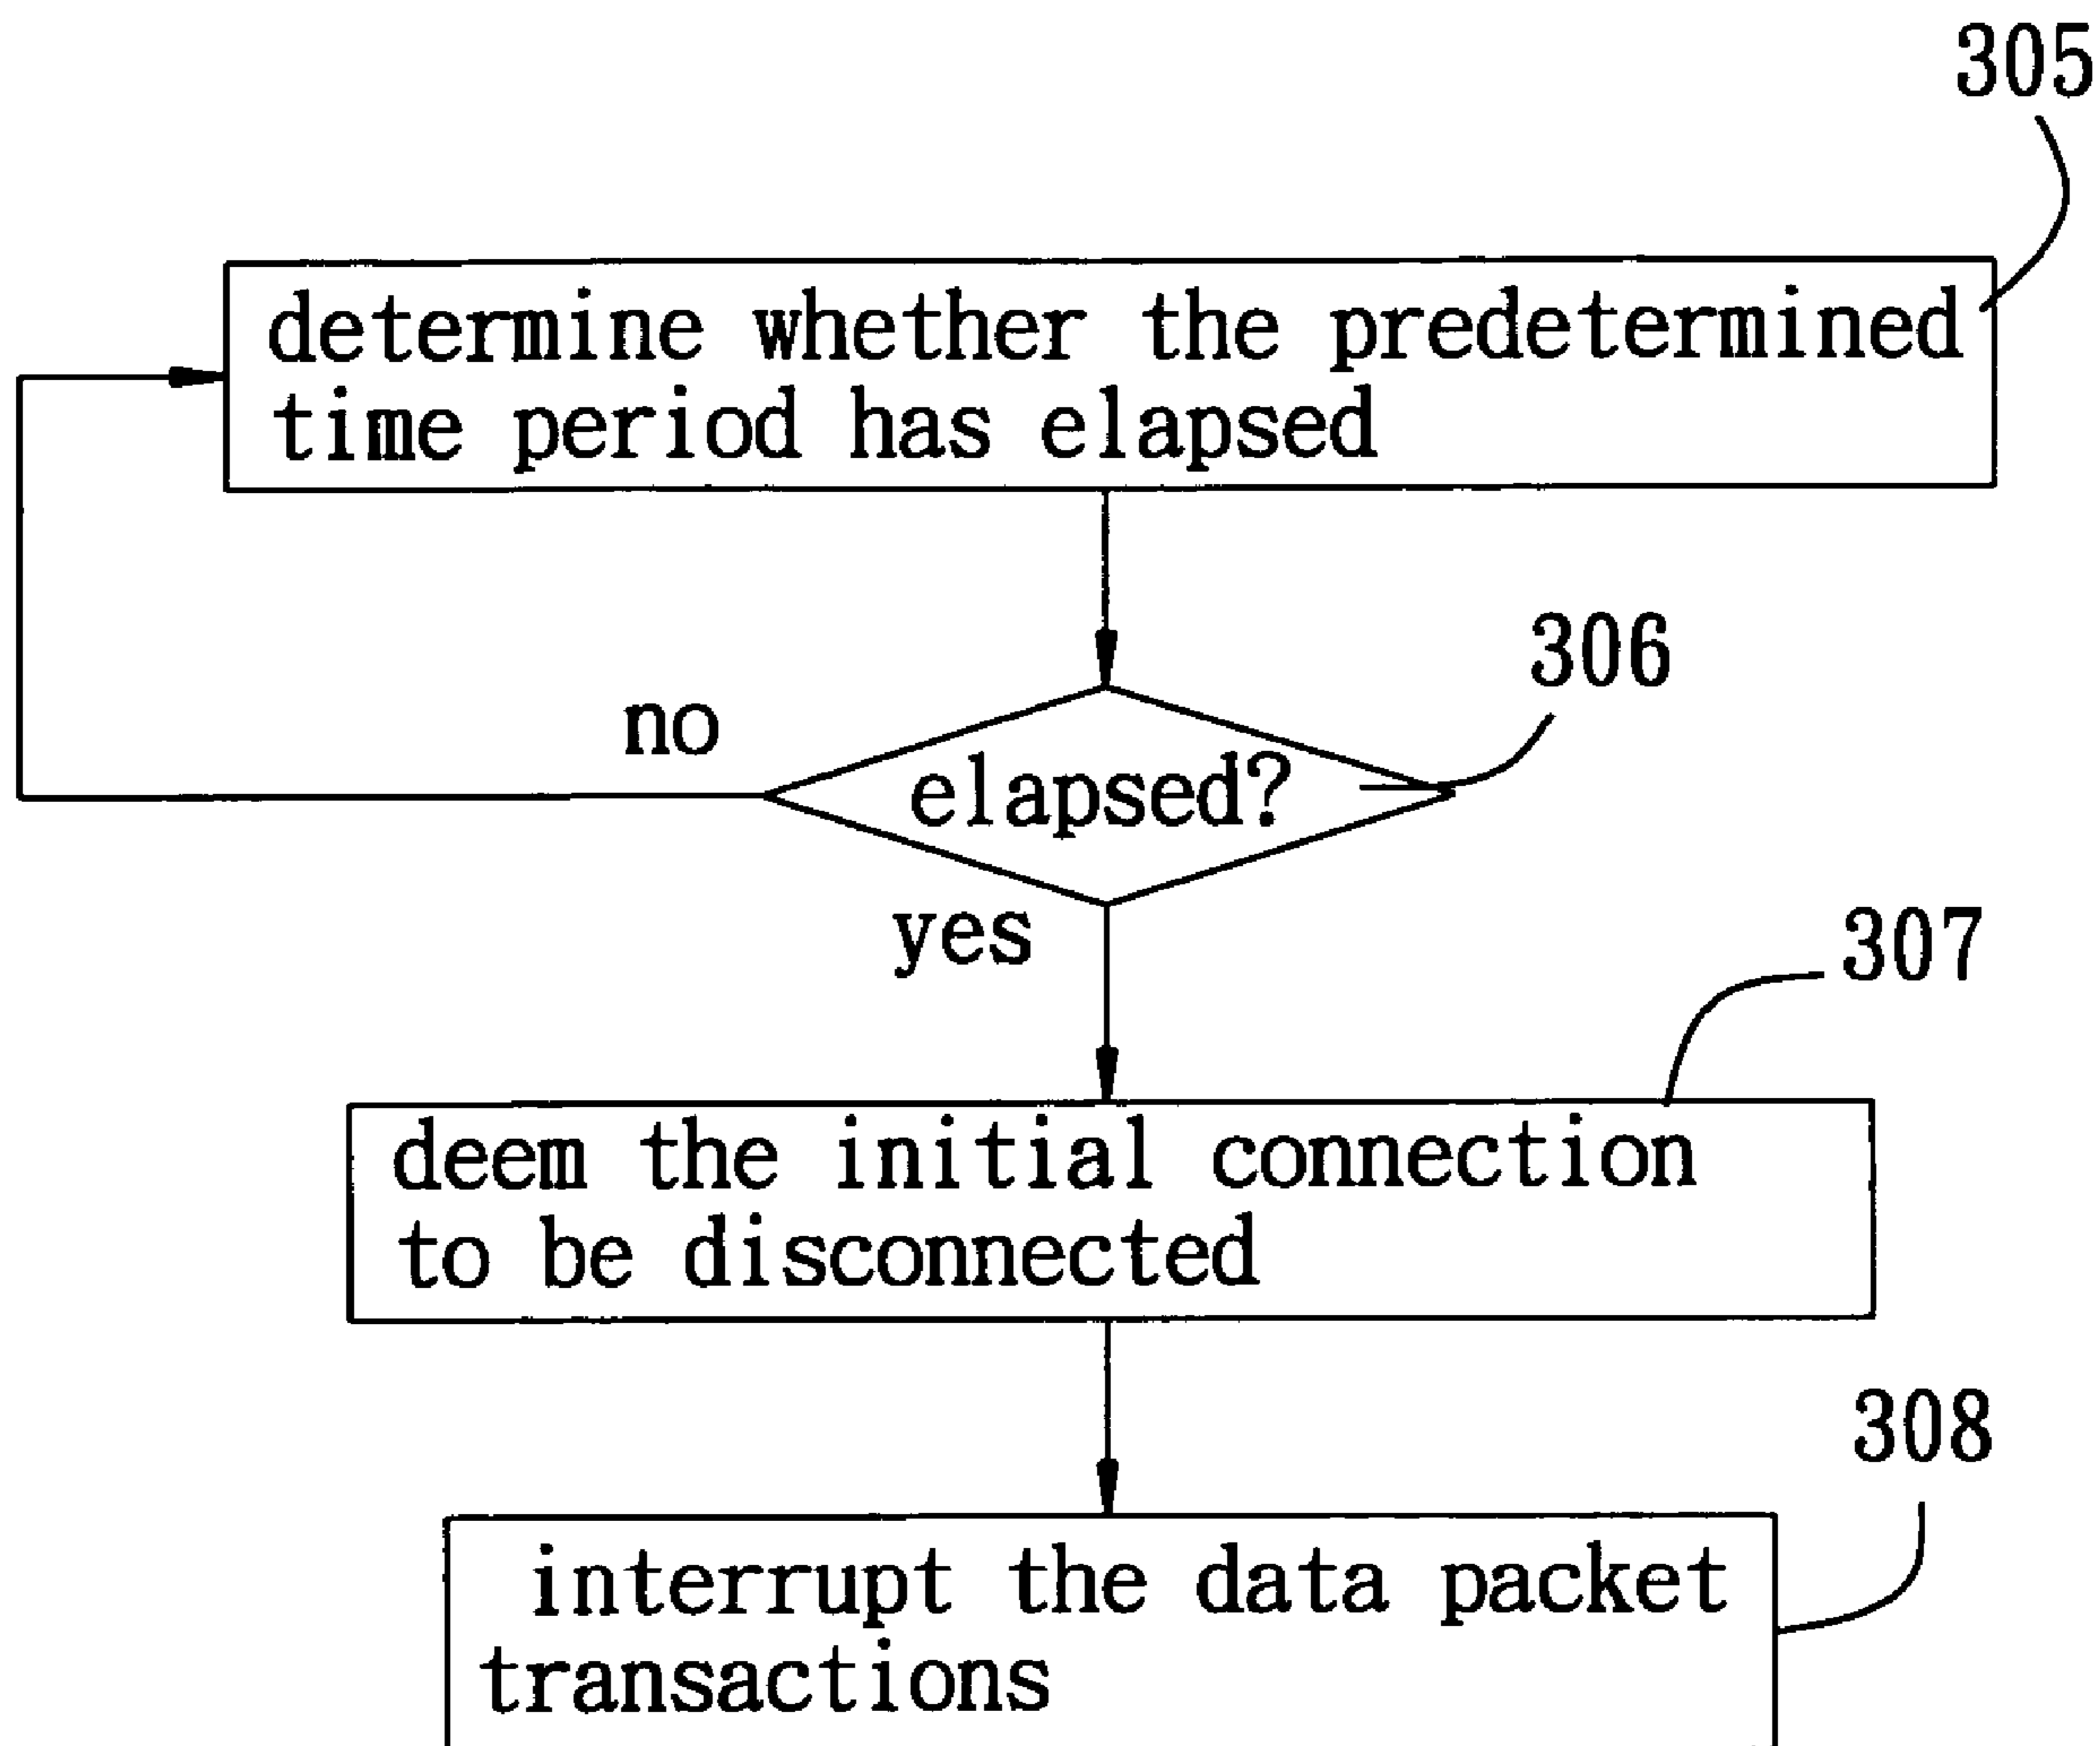 305
determine whether the predetermined
time period has elapsed
306
no
elapsed?
yes
307
deem the initial connection
to be disconnected
308
interrupt the data packet
transactions